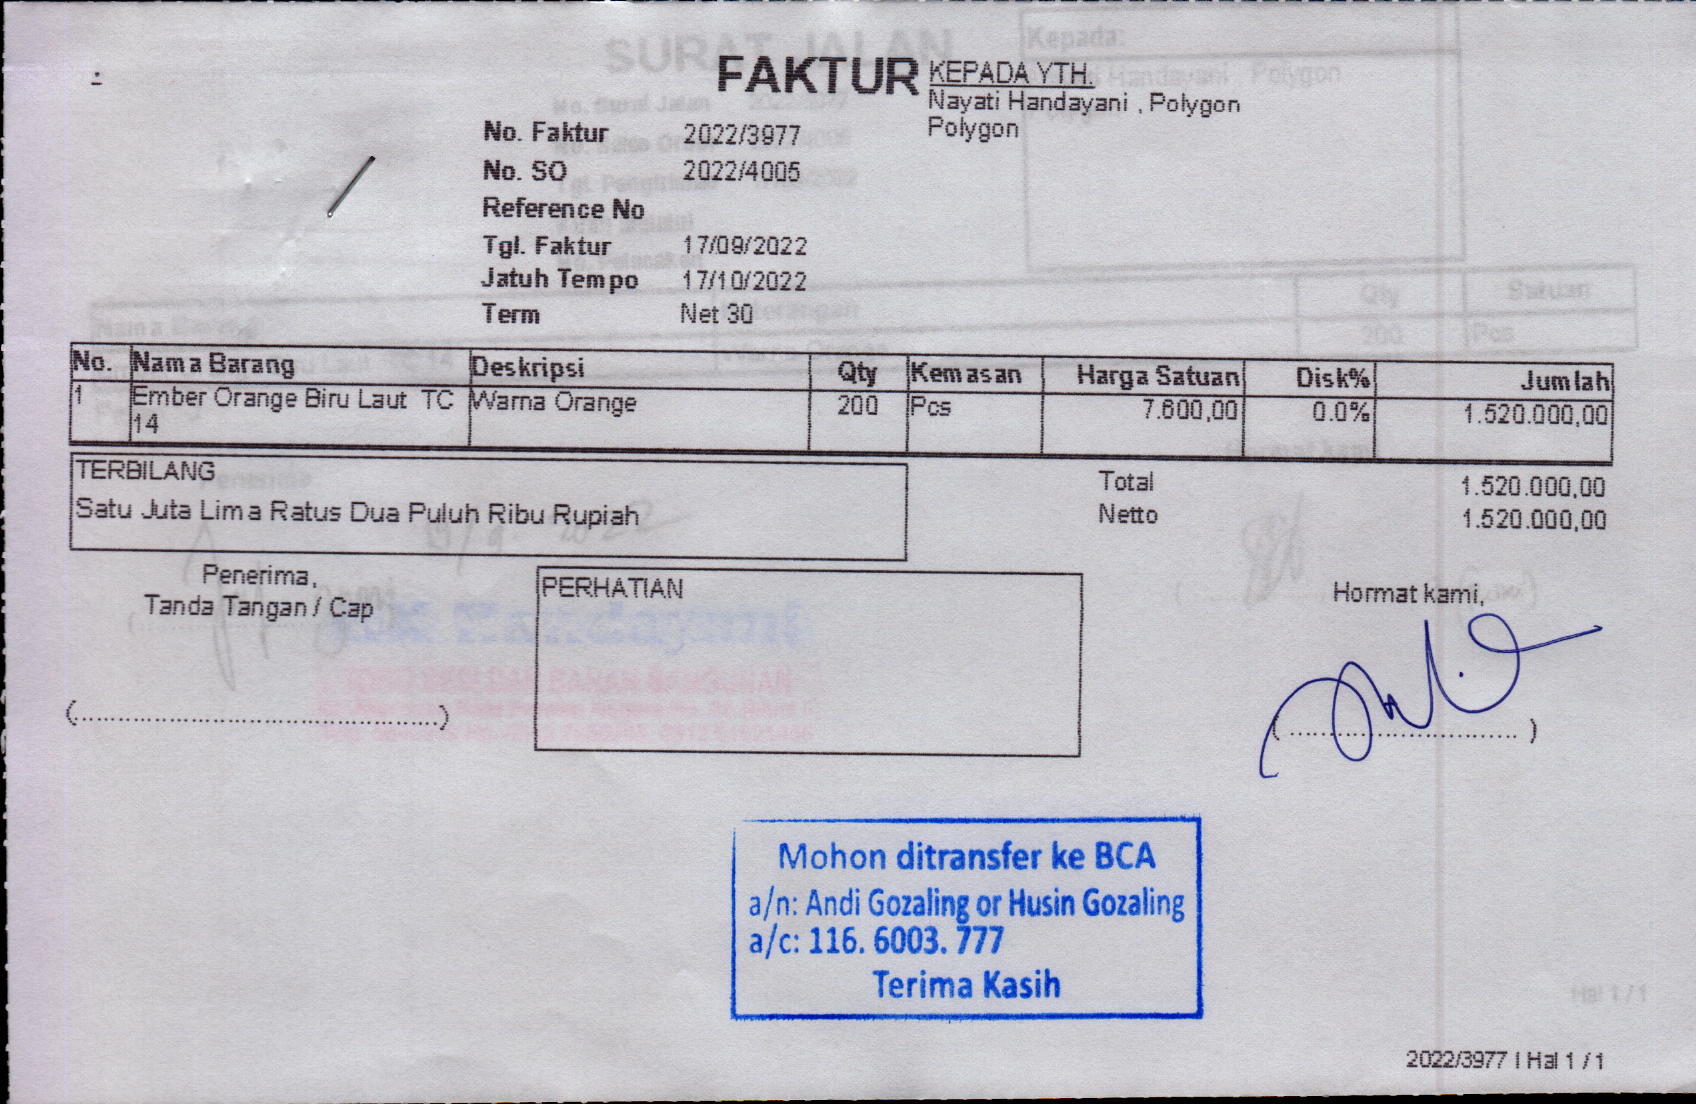 FAKTUR
KEPADA YTH.
Nayati Handayani , Polygon
Polygon
No. Faktur 2022/3977
No. SO 2022/4005
Reference No
Tgl. Faktur 17/09/2022
Jatuh Tempo 17/10/2022
Term Net 30
No. Nama Barang Deskripsi Qty Kemasan Harga Satuan Disk% Jumlah
1 Ember Orange Biru Laut TC Warna Orange 200 Pcs 7.600,00 0.0% 1.520.000,00
14
TERBILANG
Satu Juta Lima Ratus Dua Puluh Ribu Rupiah
Total 1.520.000,00
Netto 1.520.000,00
Penerima,
Tanda Tangan / Cap
PERHATIAN
Hormat kami,
(............................................)
(................................)
Mohon ditransfer ke BCA
a/n: Andi Gozaling or Husin Gozaling
a/c: 116. 6003. 777
Terima Kasih
2022/3977 | Hal 1 / 1